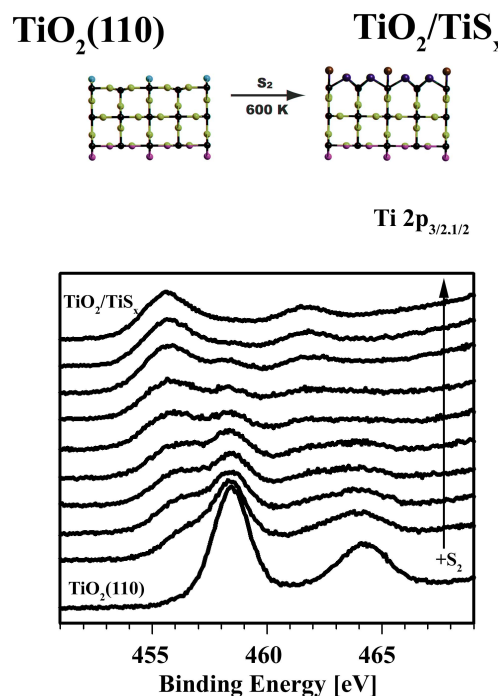 TiO₂(110) TiO₂/TiSₓ
S₂
600 K
Ti 2p₃/₂,₁/₂
TiO₂/TiSₓ
+S₂
TiO₂(110)
455 460 465
Binding Energy [eV]